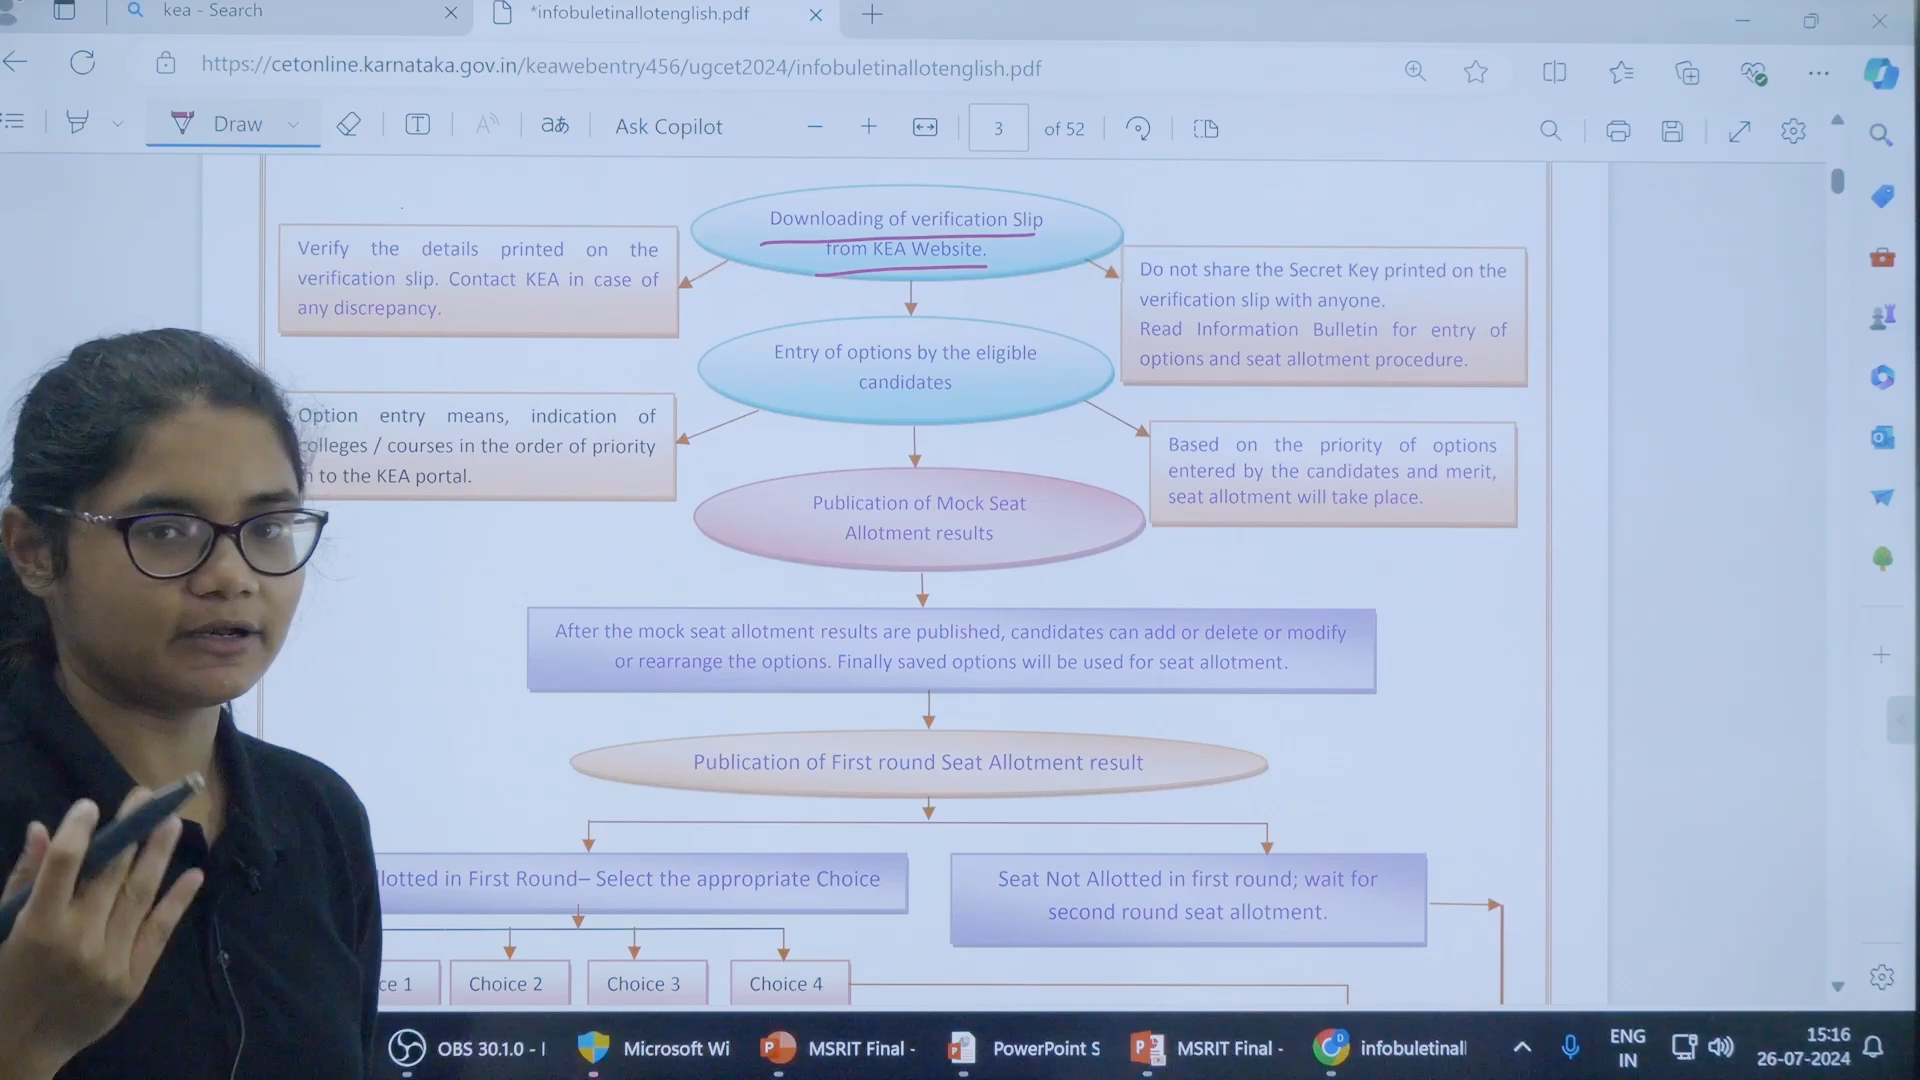 kea - Search
*infobuletinallotenglish.pdf
https://cetonline.karnataka.gov.in/keawebentry456/ugcet2024/infobuletinallotenglish.pdf
Draw
Ask Copilot
3
of 52
Downloading of verification Slip
from KEA Website.
Verify the details printed on the
verification slip. Contact KEA in case of
any discrepancy.
Do not share the Secret Key printed on the
verification slip with anyone.
Read Information Bulletin for entry of
options and seat allotment procedure.
Entry of options by the eligible
candidates
Option entry means, indication of
colleges / courses in the order of priority
n to the KEA portal.
Based on the priority of options
entered by the candidates and merit,
seat allotment will take place.
Publication of Mock Seat
Allotment results
After the mock seat allotment results are published, candidates can add or delete or modify
or rearrange the options. Finally saved options will be used for seat allotment.
Publication of First round Seat Allotment result
llotted in First Round– Select the appropriate Choice
Seat Not Allotted in first round; wait for
second round seat allotment.
ce 1
Choice 2
Choice 3
Choice 4
OBS 30.1.0 - 
Microsoft Wi
MSRIT Final -
PowerPoint S
MSRIT Final -
infobuletinall
ENG
IN
15:16
26-07-2024